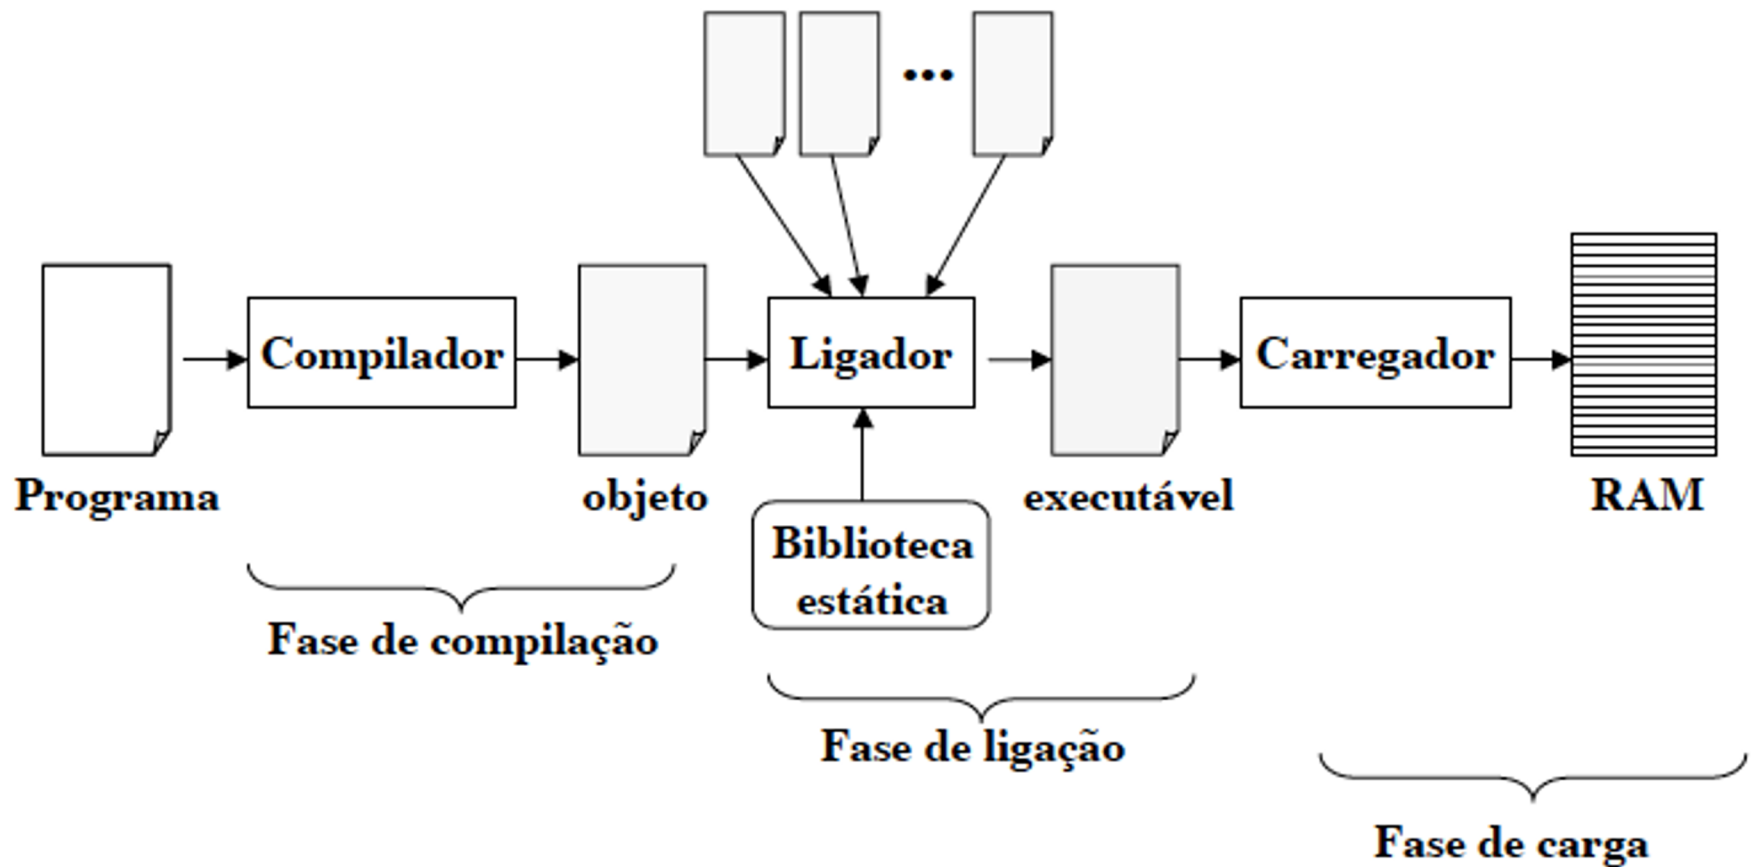 •••
Compilador
Ligador
Carregador
Programa
objeto
executável
RAM
Biblioteca
estática
Fase de compilação
Fase de ligação
Fase de carga